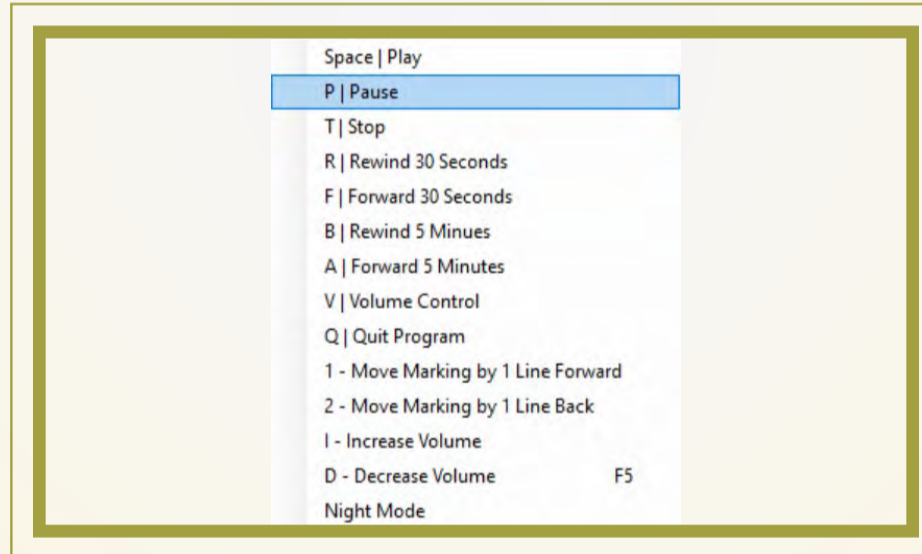 Space | Play
P | Pause
T | Stop
R | Rewind 30 Seconds
F | Forward 30 Seconds
B | Rewind 5 Minues
A | Forward 5 Minutes
V | Volume Control
Q | Quit Program
1 - Move Marking by 1 Line Forward
2 - Move Marking by 1 Line Back
I - Increase Volume
D - Decrease Volume F5
Night Mode